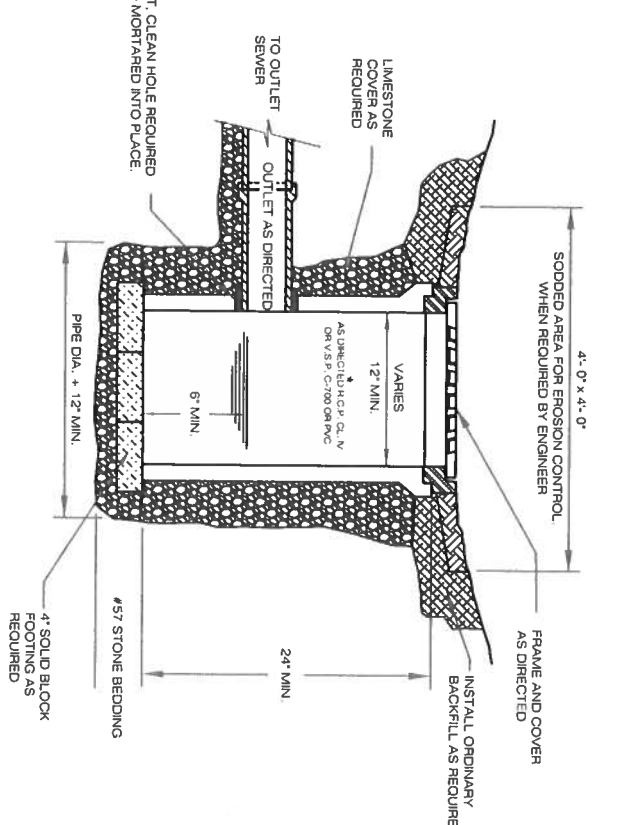 4'- 0" x 4'- 0"
SODDED AREA FOR EROSION CONTROL
WHEN REQUIRED BY ENGINEER
FRAME AND COVER
AS DIRECTED
INSTALL ORDINARY
BACKFILL AS REQUIRE
LIMESTONE
COVER AS
REQUIRED
TO OUTLET
SEWER
OUTLET AS DIRECTED
T. CLEAN HOLE REQUIRED
MORTARED INTO PLACE.
VARIES
12" MIN.
*
AS DIRECTED R.C.P. CL. IV
OR V.S.P. C-700 OR PVC
6" MIN.
24" MIN.
PIPE DIA. + 12" MIN.
#57 STONE BEDDING
4" SOLID BLOCK
FOOTING AS
REQUIRED